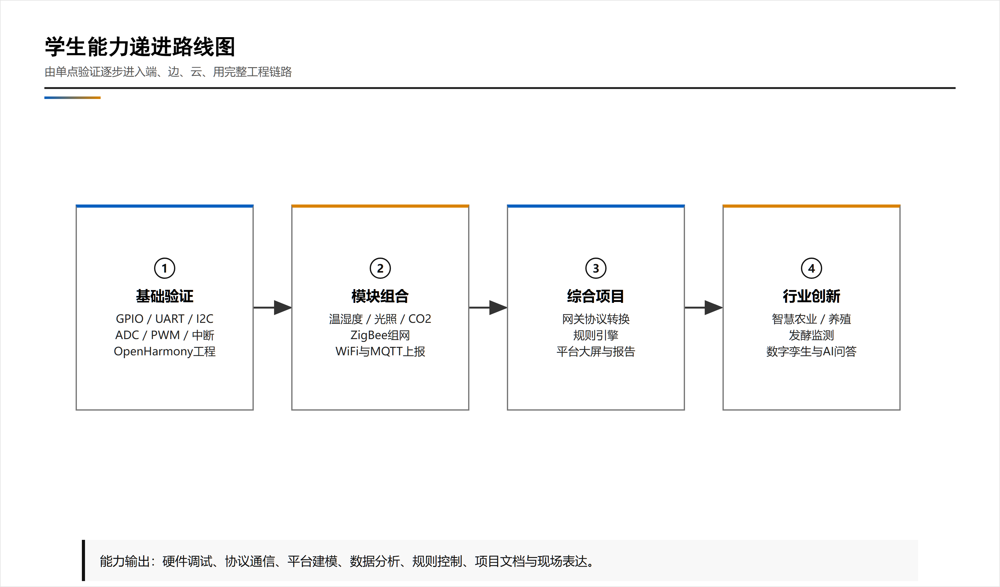 学生能力递进路线图
由单点验证逐步进入端、边、云、用完整工程链路
1
基础验证
GPIO / UART / I2C
ADC / PWM / 中断
OpenHarmony工程
2
模块组合
温湿度 / 光照 / CO2
ZigBee组网
WiFi与MQTT上报
3
综合项目
网关协议转换
规则引擎
平台大屏与报告
4
行业创新
智慧农业 / 养殖
发酵监测
数字孪生与AI问答
能力输出：硬件调试、协议通信、平台建模、数据分析、规则控制、项目文档与现场表达。